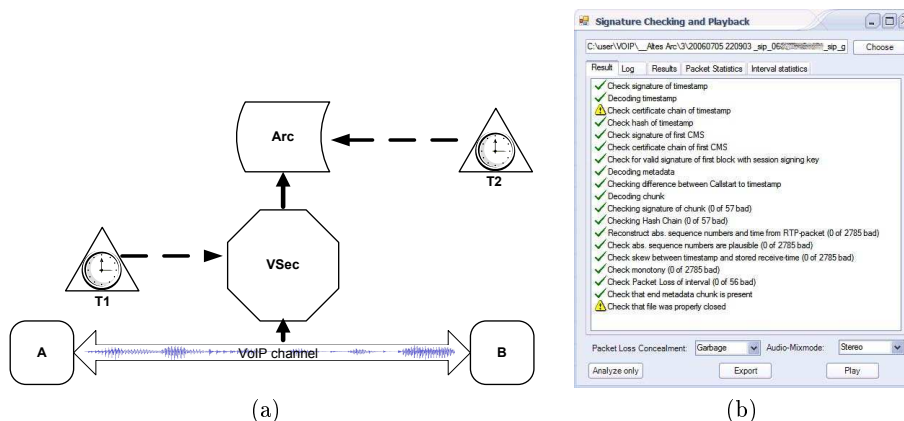 Arc
T2
VSec
T1
A
VoIP channel
B
(a)
Signature Checking and Playback
C:\user\VOIP\__Altes Arc\3\20060705 220903 _sip_06 _sip_g
Choose
Result Log Results Packet Statistics Interval statistics
Check signature of timestamp
Decoding timestamp
Check certificate chain of timestamp
Check hash of timestamp
Check signature of first CMS
Check certificate chain of first CMS
Check for valid signature of first block with session signing key
Decoding metadata
Checking difference between Callstart to timestamp
Decoding chunk
Checking signature of chunk (0 of 57 bad)
Checking Hash Chain (0 of 57 bad)
Reconstruct abs. sequence numbers and time from RTP-packet (0 of 2785 bad)
Check abs. sequence numbers are plausible (0 of 2785 bad)
Check skew between timestamp and stored receive-time (0 of 2785 bad)
Check monotony (0 of 2785 bad)
Check Packet Loss of interval (0 of 56 bad)
Check that end metadata chunk is present
Check that file was properly closed
Packet Loss Concealment: Garbage Audio-Mixmode: Stereo
Analyze only Export Play
(b)